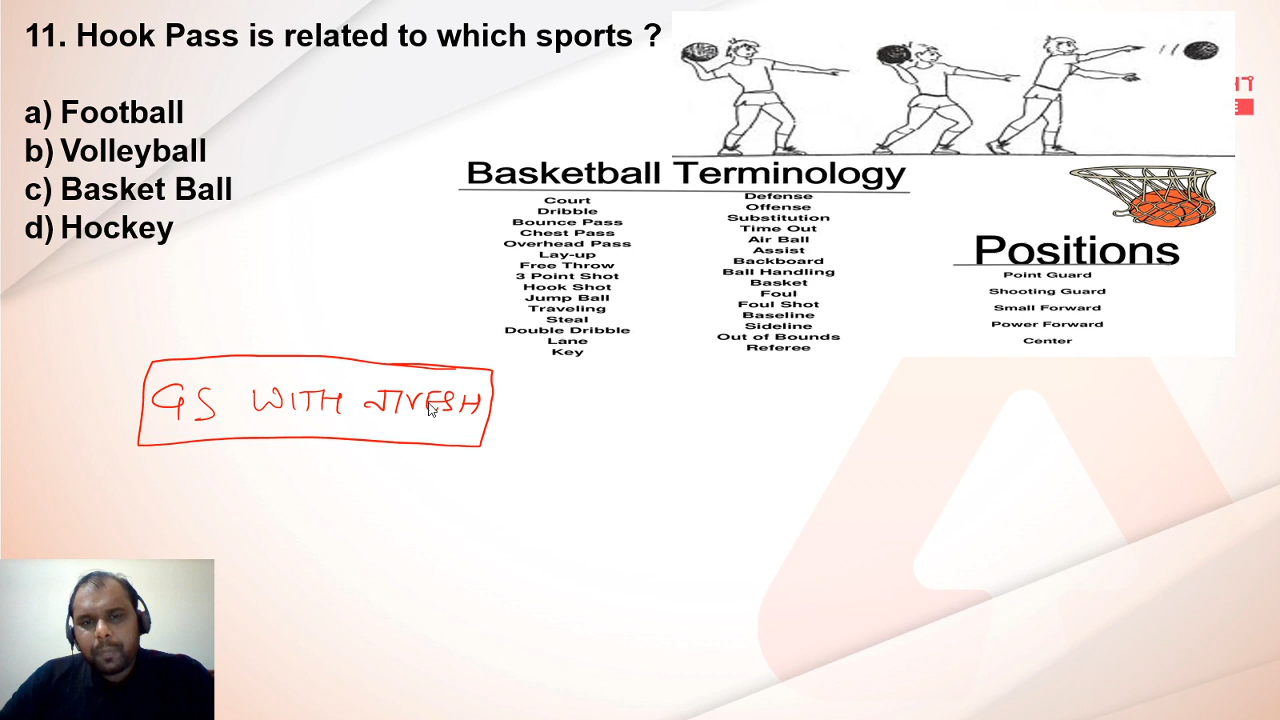 11. Hook Pass is related to which sports ?
a) Football
b) Volleyball
c) Basket Ball
d) Hockey
Basketball Terminology
Court
Dribble
Bounce Pass
Chest Pass
Overhead Pass
Lay-up
Free Throw
3 Point Shot
Hook Shot
Jump Ball
Traveling
Steal
Double Dribble
Lane
Key
Defense
Offense
Substitution
Time Out
Air Ball
Assist
Backboard
Ball Handling
Basket
Foul
Foul Shot
Baseline
Sideline
Out of Bounds
Referee
Positions
Point Guard
Shooting Guard
Small Forward
Power Forward
Center
GS WITH